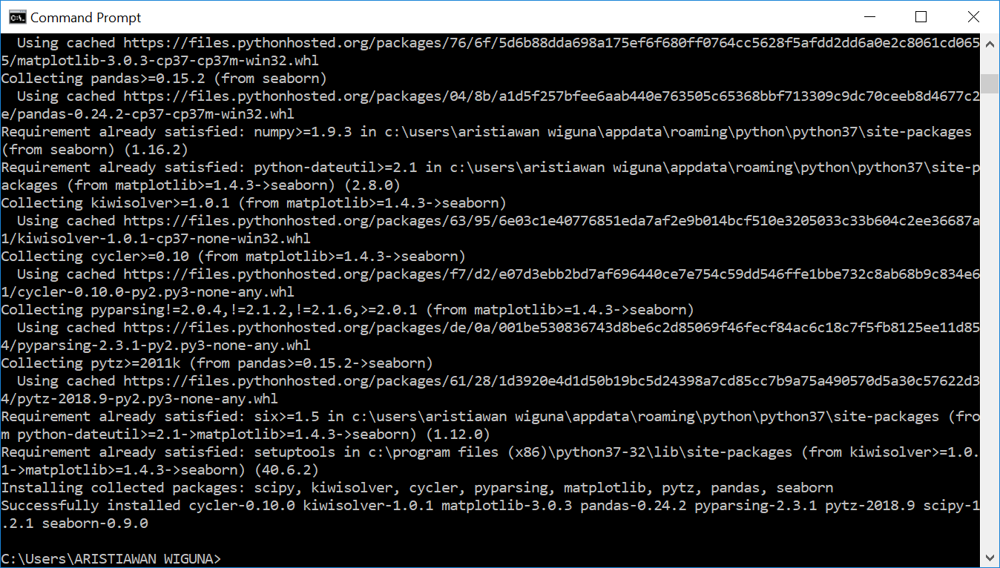 Command Prompt
Using cached https://files.pythonhosted.org/packages/76/6f/5d6b88dda698a175ef6f680ff0764cc5628f5afdd2dd6a0e2c8061cd065
5/matplotlib-3.0.3-cp37-cp37m-win32.whl
Collecting pandas>=0.15.2 (from seaborn)
  Using cached https://files.pythonhosted.org/packages/04/8b/a1d5f257bfee6aab440e763505c65368bbf713309c9dc70ceeb8d4677c2
e/pandas-0.24.2-cp37-cp37m-win32.whl
Requirement already satisfied: numpy>=1.9.3 in c:\users\aristiawan wiguna\appdata\roaming\python\python37\site-packages
(from seaborn) (1.16.2)
Requirement already satisfied: python-dateutil>=2.1 in c:\users\aristiawan wiguna\appdata\roaming\python\python37\site-p
ackages (from matplotlib>=1.4.3->seaborn) (2.8.0)
Collecting kiwisolver>=1.0.1 (from matplotlib>=1.4.3->seaborn)
  Using cached https://files.pythonhosted.org/packages/63/95/6e03c1e40776851eda7af2e9b014bcf510e3205033c33b604c2ee36687a
1/kiwisolver-1.0.1-cp37-none-win32.whl
Collecting cycler>=0.10 (from matplotlib>=1.4.3->seaborn)
  Using cached https://files.pythonhosted.org/packages/f7/d2/e07d3ebb2bd7af696440ce7e754c59dd546ffe1bbe732c8ab68b9c834e6
1/cycler-0.10.0-py2.py3-none-any.whl
Collecting pyparsing!=2.0.4,!=2.1.2,!=2.1.6,>=2.0.1 (from matplotlib>=1.4.3->seaborn)
  Using cached https://files.pythonhosted.org/packages/de/0a/001be530836743d8be6c2d85069f46fecf84ac6c18c7f5fb8125ee11d85
4/pyparsing-2.3.1-py2.py3-none-any.whl
Collecting pytz>=2011k (from pandas>=0.15.2->seaborn)
  Using cached https://files.pythonhosted.org/packages/61/28/1d3920e4d1d50b19bc5d24398a7cd85cc7b9a75a490570d5a30c57622d3
4/pytz-2018.9-py2.py3-none-any.whl
Requirement already satisfied: six>=1.5 in c:\users\aristiawan wiguna\appdata\roaming\python\python37\site-packages (fro
m python-dateutil>=2.1->matplotlib>=1.4.3->seaborn) (1.12.0)
Requirement already satisfied: setuptools in c:\program files (x86)\python37-32\lib\site-packages (from kiwisolver>=1.0.
1->matplotlib>=1.4.3->seaborn) (40.6.2)
Installing collected packages: scipy, kiwisolver, cycler, pyparsing, matplotlib, pytz, pandas, seaborn
Successfully installed cycler-0.10.0 kiwisolver-1.0.1 matplotlib-3.0.3 pandas-0.24.2 pyparsing-2.3.1 pytz-2018.9 scipy-1
.2.1 seaborn-0.9.0
C:\Users\ARISTIAWAN WIGUNA>